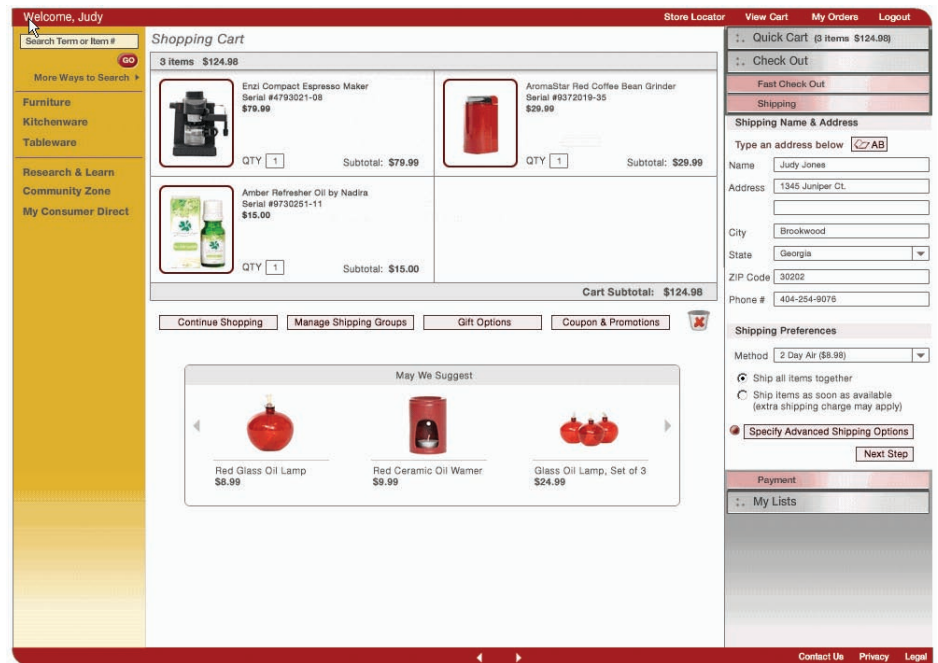 Welcome, Judy
Store Locator View Cart My Orders Logout
Search Term or Item #
GO
More Ways to Search
Furniture
Kitchenware
Tableware
Research & Learn
Community Zone
My Consumer Direct
Shopping Cart
3 items $124.98
Enzi Compact Espresso Maker
Serial #4793021-08
$79.99
QTY 1 Subtotal: $79.99
AromaStar Red Coffee Bean Grinder
Serial #9372019-35
$29.99
QTY 1 Subtotal: $29.99
Amber Refresher Oil by Nadira
Serial #9730251-11
$15.00
QTY 1 Subtotal: $15.00
Cart Subtotal: $124.98
Continue Shopping Manage Shipping Groups Gift Options Coupon & Promotions
May We Suggest
Red Glass Oil Lamp
$8.99
Red Ceramic Oil Wamer
$9.99
Glass Oil Lamp, Set of 3
$24.99
Quick Cart (3 items $124.98)
Check Out
Fast Check Out
Shipping
Shipping Name & Address
Type an address below AB
Name Judy Jones
Address 1345 Juniper Ct.
City Brookwood
State Georgia
ZIP Code 30202
Phone # 404-254-9076
Shipping Preferences
Method 2 Day Air ($8.98)
Ship all items together
Ship items as soon as available
(extra shipping charge may apply)
Specify Advanced Shipping Options
Next Step
Payment
My Lists
Contact Us Privacy Legal